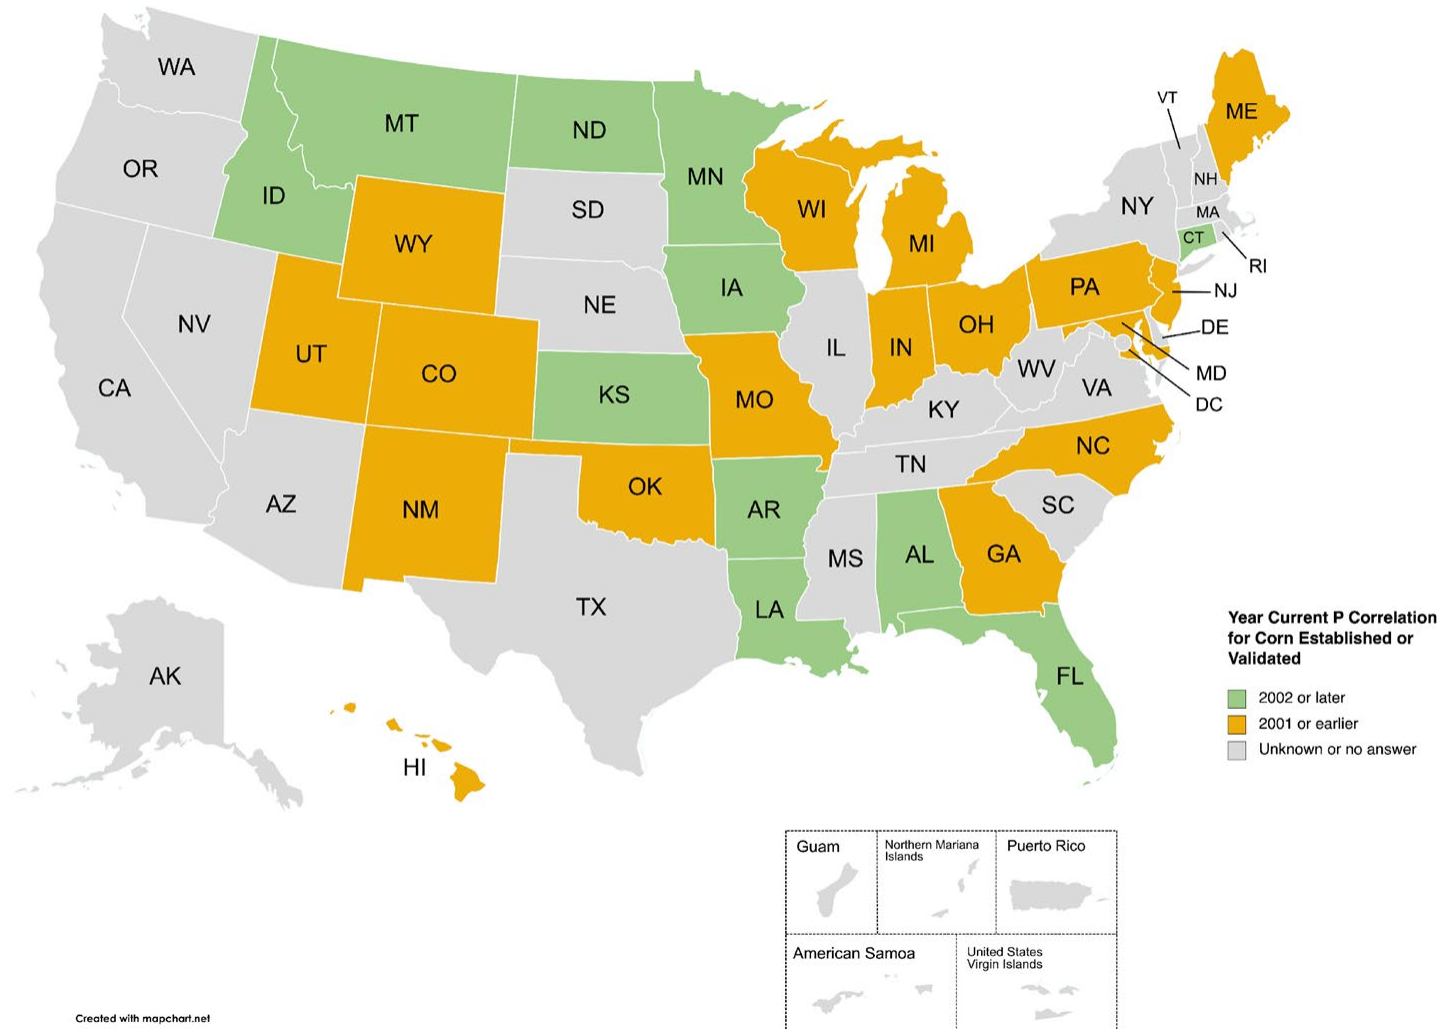 WA
OR
CA
NV
ID
MT
WY
UT
CO
AZ
NM
ND
SD
NE
KS
OK
TX
MN
IA
MO
AR
LA
WI
IL
MS
MI
IN
OH
KY
TN
AL
GA
FL
SC
NC
VA
WV
PA
NY
VT
NH
ME
MA
CT
RI
NJ
DE
MD
DC
AK
HI
Year Current P Correlation
for Corn Established or
Validated
2002 or later
2001 or earlier
Unknown or no answer
Guam
Northern Mariana
Islands
Puerto Rico
American Samoa
United States
Virgin Islands
Created with mapchart.net